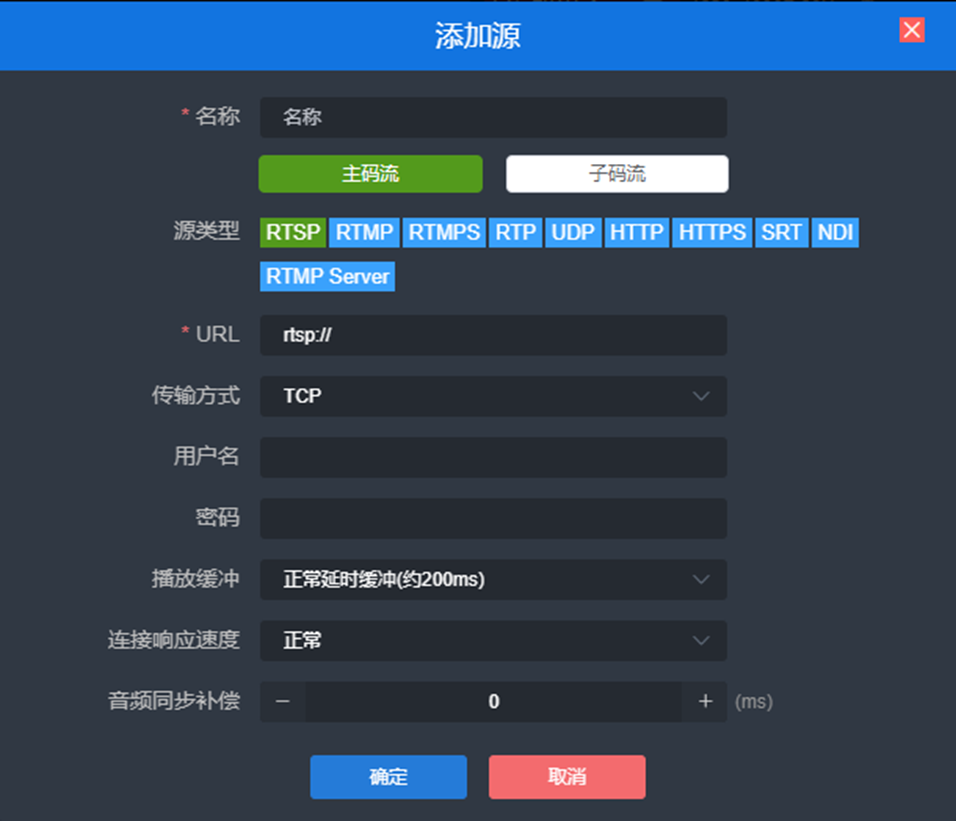 添加源
* 名称 名称
主码流 子码流
源类型 RTSP RTMP RTMPS RTP UDP HTTP HTTPS SRT NDI
RTMP Server
* URL rtsp://
传输方式 TCP
用户名
密码
播放缓冲 正常延时缓冲(约200ms)
连接响应速度 正常
音频同步补偿 − 0 + (ms)
确定 取消